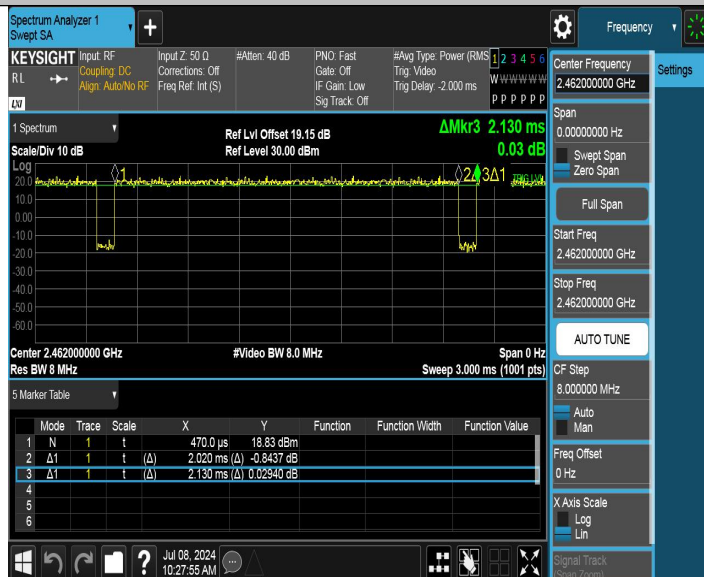 Spectrum Analyzer 1
Swept SA
+
Frequency
KEYSIGHT
RL
LXI
Input: RF
Coupling: DC
Align: Auto/No RF
Input Z: 50 Ω
Corrections: Off
Freq Ref: Int (S)
#Atten: 40 dB
PNO: Fast
Gate: Off
IF Gain: Low
Sig Track: Off
#Avg Type: Power (RMS
Trig: Video
Trig Delay: -2.000 ms
1 2 3 4 5 6
W W W W W W
P P P P P P
Center Frequency
2.462000000 GHz
Settings
Span
0.00000000 Hz
Swept Span
Zero Span
Full Span
Start Freq
2.462000000 GHz
Stop Freq
2.462000000 GHz
AUTO TUNE
CF Step
8.000000 MHz
Auto
Man
Freq Offset
0 Hz
X Axis Scale
Log
Lin
Signal Track
(Span Zoom)
1 Spectrum
Scale/Div 10 dB
Ref Lvl Offset 19.15 dB
Ref Level 30.00 dBm
ΔMkr3 2.130 ms
0.03 dB
Log
1
2Δ 3Δ1
TRIG LVL
20.0
10.0
0.00
-10.0
-20.0
-30.0
-40.0
-50.0
-60.0
Center 2.462000000 GHz
Res BW 8 MHz
#Video BW 8.0 MHz
Span 0 Hz
Sweep 3.000 ms (1001 pts)
5 Marker Table
Mode Trace Scale X Y Function Function Width Function Value
1 N 1 t 470.0 µs 18.83 dBm
2 Δ1 1 t (Δ) 2.020 ms (Δ) -0.8437 dB
3 Δ1 1 t (Δ) 2.130 ms (Δ) 0.02940 dB
4
5
6
?
Jul 08, 2024
10:27:55 AM